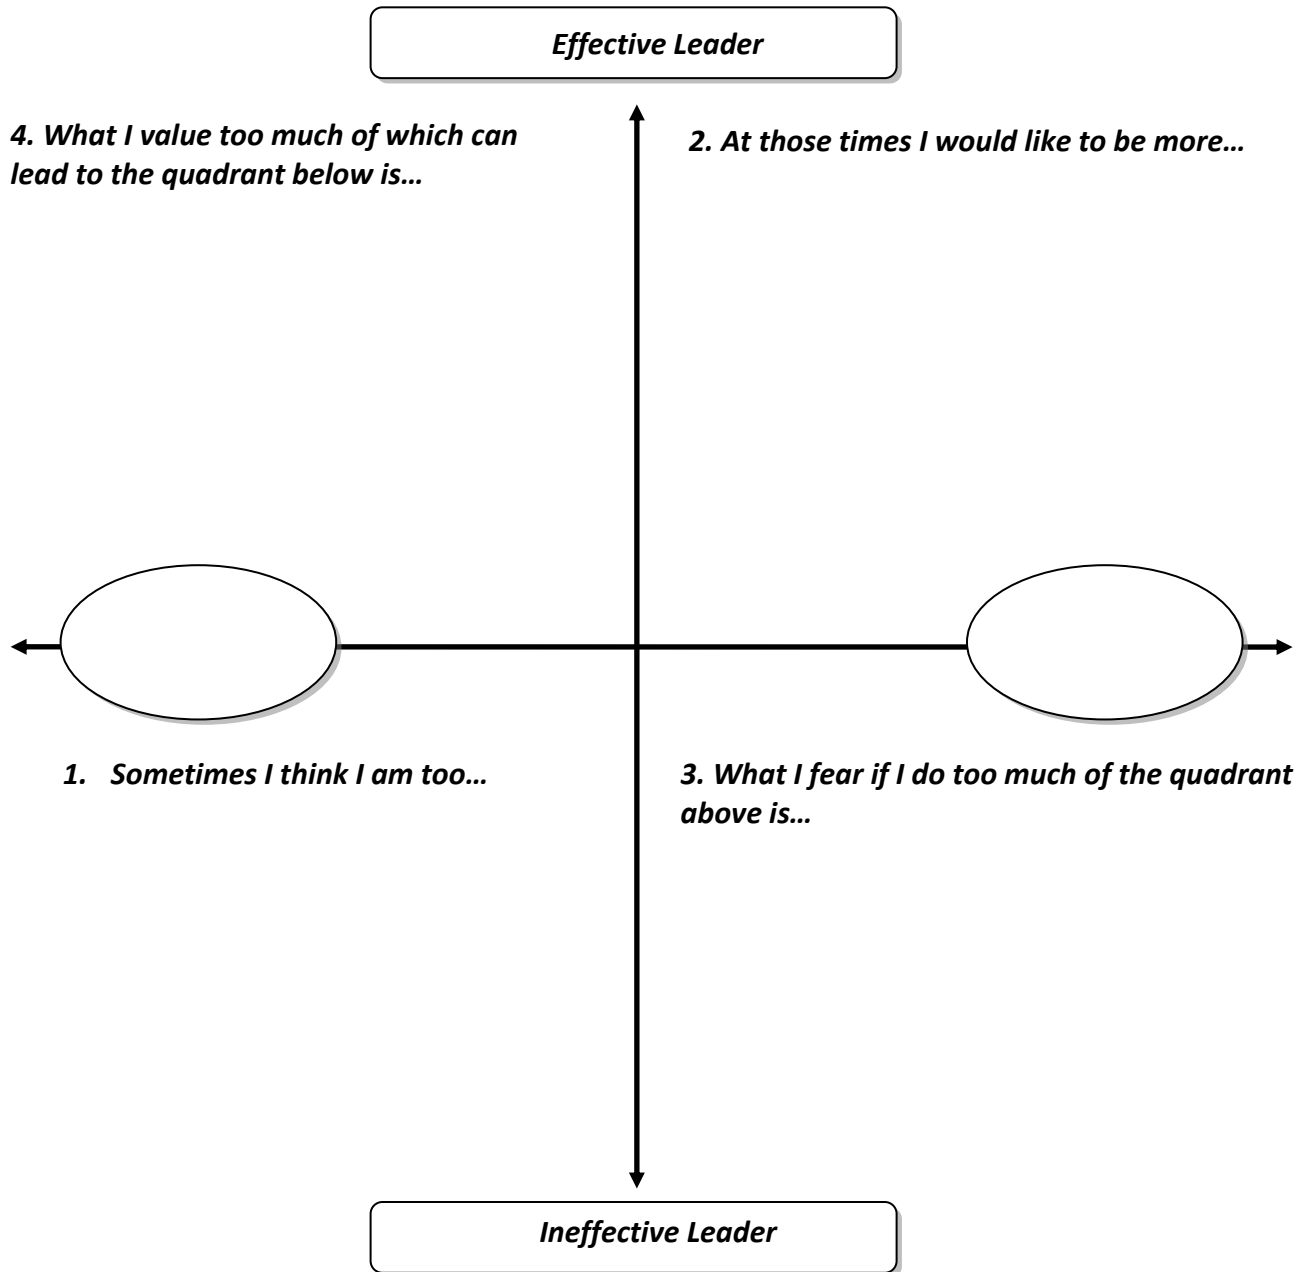 Effective Leader
4. What I value too much of which can
lead to the quadrant below is…
2. At those times I would like to be more…
1. Sometimes I think I am too…
3. What I fear if I do too much of the quadrant
above is…
Ineffective Leader